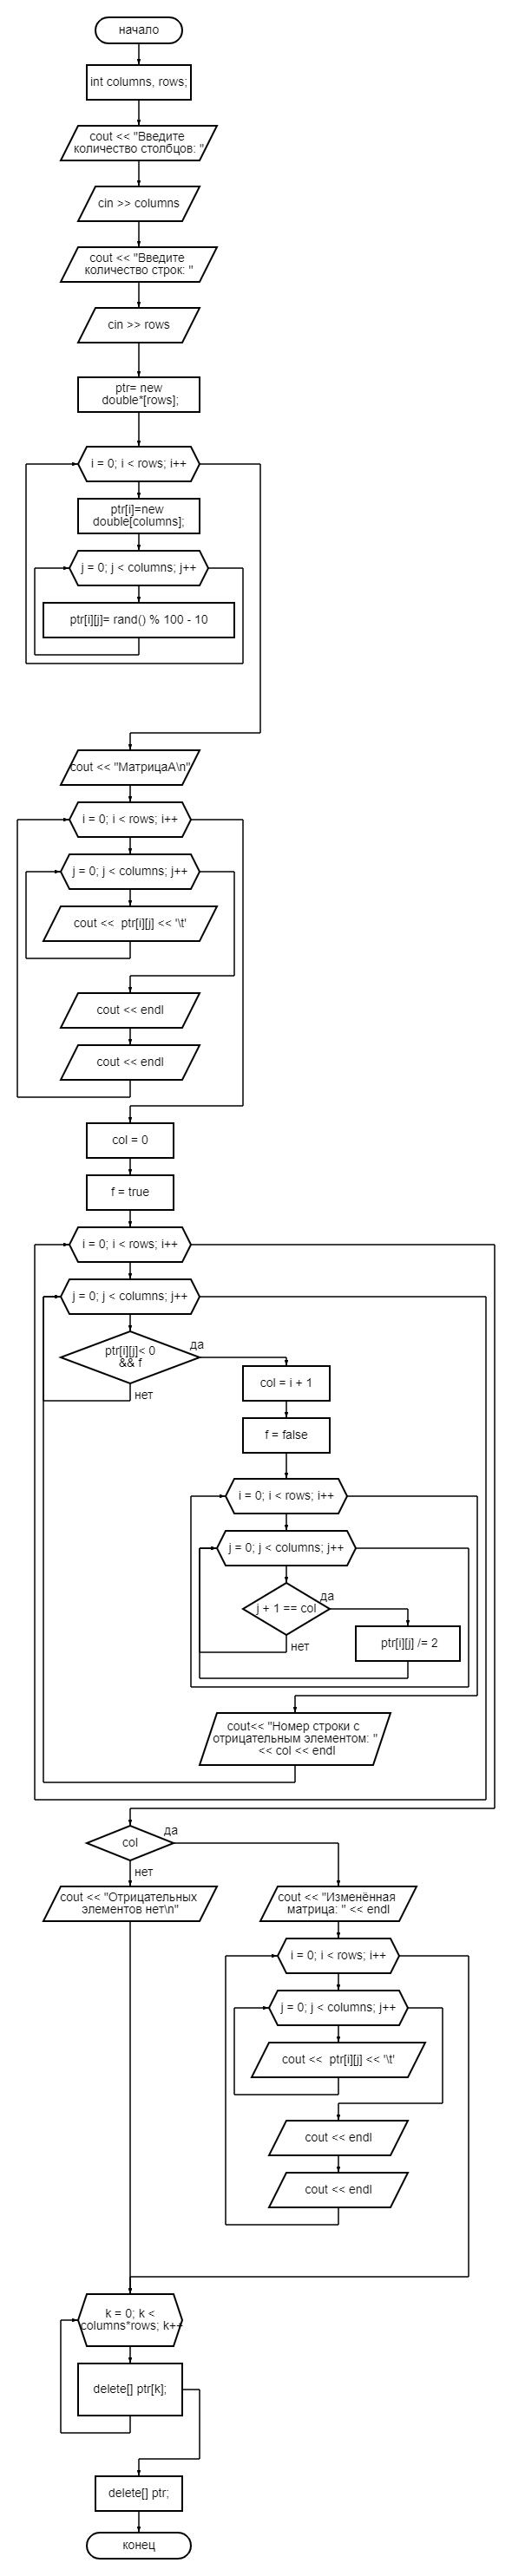 начало
int columns, rows;
cout << "Введите
количество столбцов: "
cin >> columns
cout << "Введите
количество строк: "
cin >> rows
ptr= new
double*[rows];
i = 0; i < rows; i++
ptr[i]=new
double[columns];
j = 0; j < columns; j++
ptr[i][j]= rand() % 100 - 10
cout << "МатрицаА\n"
i = 0; i < rows; i++
j = 0; j < columns; j++
cout <<  ptr[i][j] << '\t'
cout << endl
cout << endl
col = 0
f = true
i = 0; i < rows; i++
j = 0; j < columns; j++
ptr[i][j]< 0
&& f
да
нет
col = i + 1
f = false
i = 0; i < rows; i++
j = 0; j < columns; j++
j + 1 == col
да
нет
ptr[i][j] /= 2
cout<< "Номер строки с
отрицательным элементом: "
<< col << endl
col
да
нет
cout << "Отрицательных
элементов нет\n"
cout << "Изменённая
матрица: " << endl
i = 0; i < rows; i++
j = 0; j < columns; j++
cout <<  ptr[i][j] << '\t'
cout << endl
cout << endl
k = 0; k <
columns*rows; k++
delete[] ptr[k];
delete[] ptr;
конец